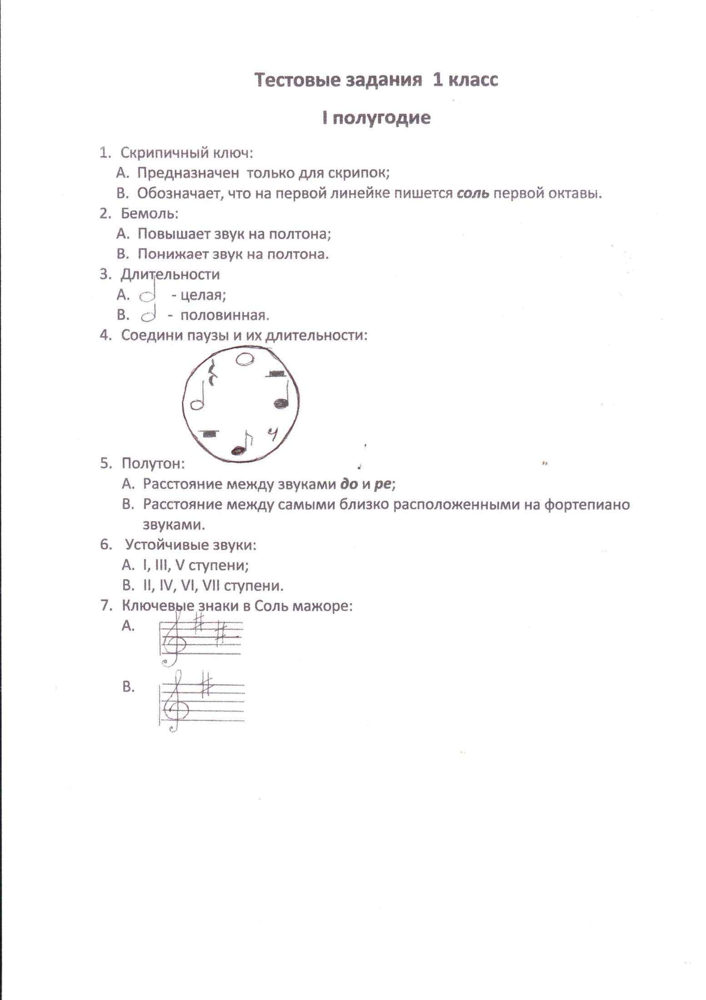 Тестовые задания 1 класс
I полугодие
1. Скрипичный ключ:
A. Предназначен только для скрипок;
B. Обозначает, что на первой линейке пишется соль первой октавы.
2. Бемоль:
A. Повышает звук на полтона;
B. Понижает звук на полтона.
3. Длительности
A. - целая;
B. - половинная.
4. Соедини паузы и их длительности:
5. Полутон:
A. Расстояние между звуками до и ре;
B. Расстояние между самыми близко расположенными на фортепиано
звуками.
6. Устойчивые звуки:
A. I, III, V ступени;
B. II, IV, VI, VII ступени.
7. Ключевые знаки в Соль мажоре:
A.
B.